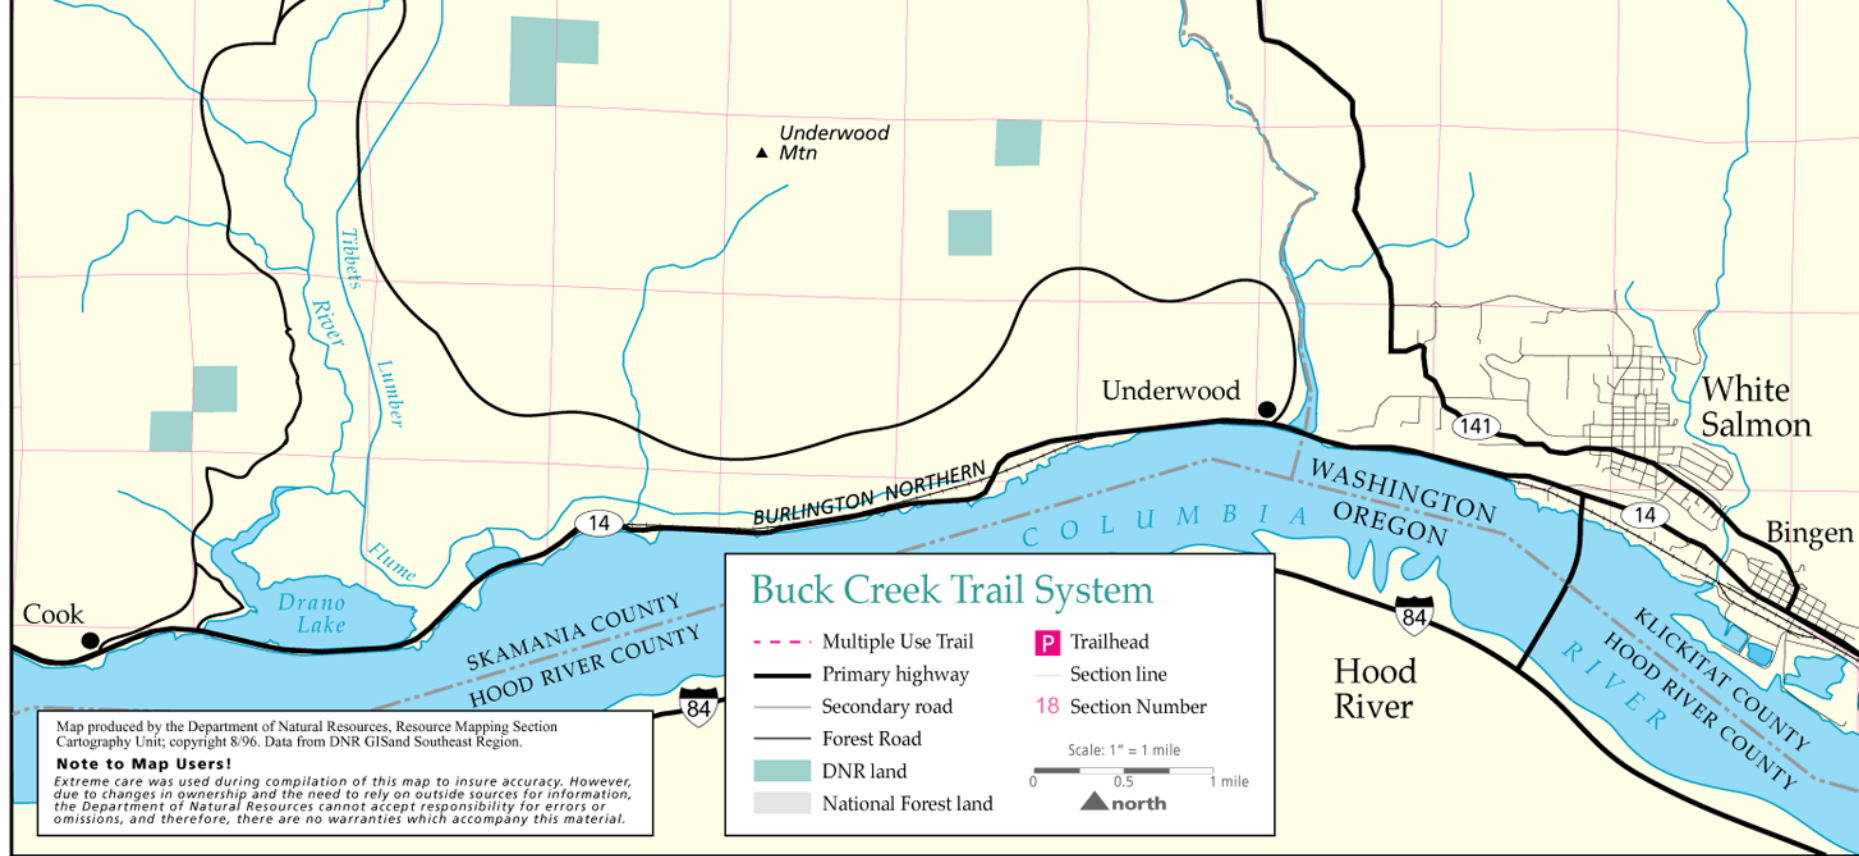 Underwood
Mtn
Tibbets
River
Lumber
Flume
Underwood
White
Salmon
141
14
BURLINGTON NORTHERN
14
Bingen
WASHINGTON
OREGON
COLUMBIA
RIVER
Cook
Drano
Lake
SKAMANIA COUNTY
HOOD RIVER COUNTY
84
84
Hood
River
KLICKITAT COUNTY
HOOD RIVER COUNTY
Map produced by the Department of Natural Resources, Resource Mapping Section
Cartography Unit; copyright 8/96. Data from DNR GISand Southeast Region.
Note to Map Users!
Extreme care was used during compilation of this map to insure accuracy. However,
due to changes in ownership and the need to rely on outside sources for information,
the Department of Natural Resources cannot accept responsibility for errors or
omissions, and therefore, there are no warranties which accompany this material.
Buck Creek Trail System
Multiple Use Trail
Primary highway
Secondary road
Forest Road
DNR land
National Forest land
P Trailhead
Section line
18 Section Number
Scale: 1" = 1 mile
0 0.5 1 mile
north